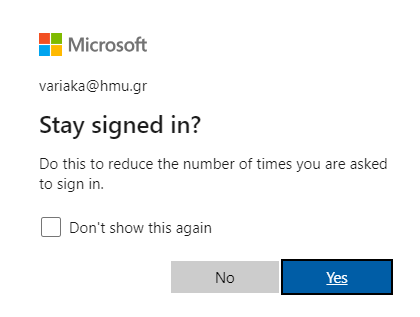 Microsoft
variaka@hmu.gr
Stay signed in?
Do this to reduce the number of times you are asked
to sign in.
Don't show this again
No
Yes